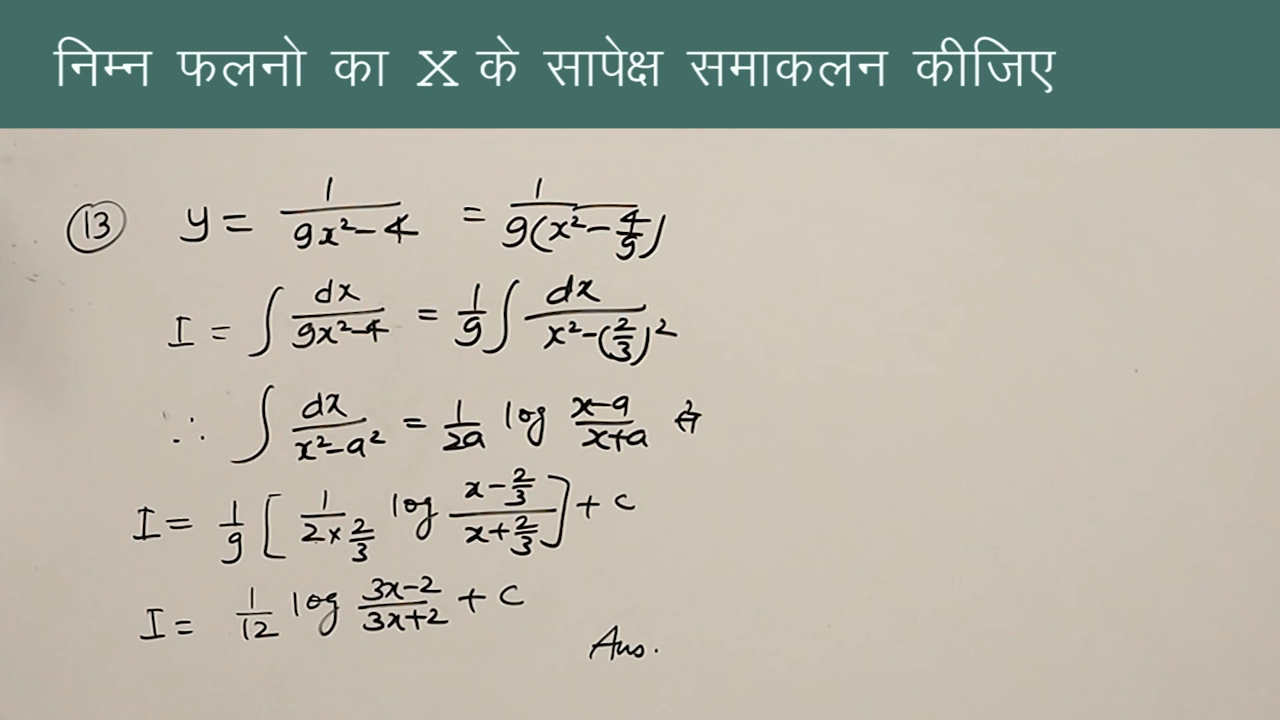 निम्न फलनो का X के सापेक्ष समाकलन कीजिए
(13) y = 1/(9x² - 4) = 1/(9(x² - 4/9))
I = ∫ dx/(9x² - 4) = 1/9 ∫ dx/(x² - (2/3)²)
∴ ∫ dx/(x² - a²) = 1/2a log (x-a)/(x+a)
I = 1/9 [ 1/(2 × 2/3) log (x - 2/3)/(x + 2/3) ] + c
I = 1/12 log (3x-2)/(3x+2) + c
Ans.